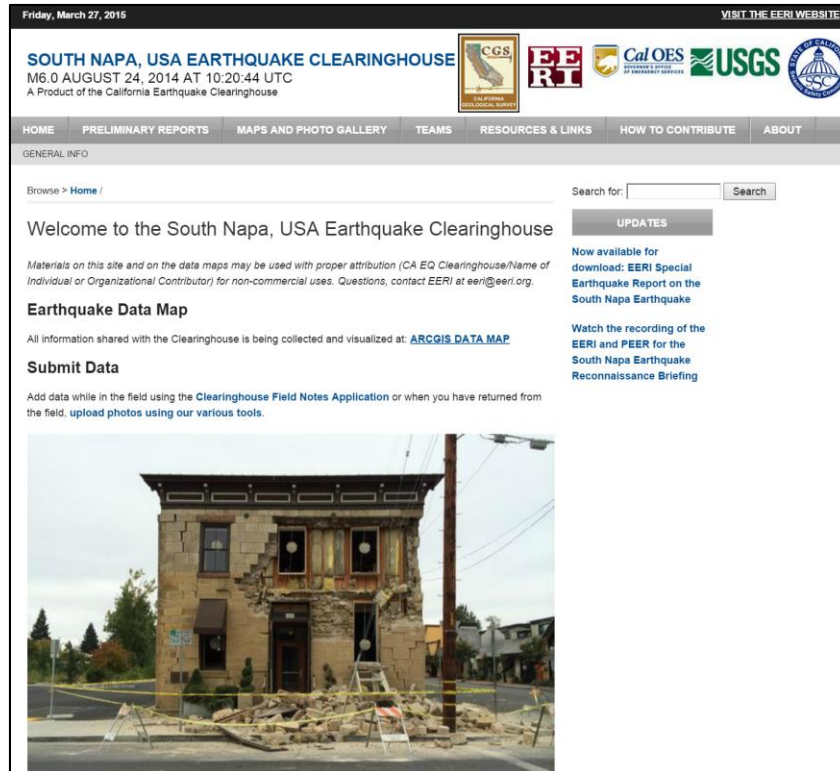 Friday, March 27, 2015
VISIT THE EERI WEBSITE
SOUTH NAPA, USA EARTHQUAKE CLEARINGHOUSE
M6.0 AUGUST 24, 2014 AT 10:20:44 UTC
A Product of the California Earthquake Clearinghouse
CGS
CALIFORNIA
GEOLOGICAL SURVEY
EE
RI
Cal OES
GOVERNOR'S OFFICE
OF EMERGENCY SERVICES
USGS
STATE OF CALIFORNIA
SSC
HOME
PRELIMINARY REPORTS
MAPS AND PHOTO GALLERY
TEAMS
RESOURCES & LINKS
HOW TO CONTRIBUTE
ABOUT
GENERAL INFO
Browse > Home /
Search for:
Search
Welcome to the South Napa, USA Earthquake Clearinghouse
Materials on this site and on the data maps may be used with proper attribution (CA EQ Clearinghouse/Name of
Individual or Organizational Contributor) for non-commercial uses. Questions, contact EERI at eeri@eeri.org.
Earthquake Data Map
All information shared with the Clearinghouse is being collected and visualized at: ARCGIS DATA MAP
Submit Data
Add data while in the field using the Clearinghouse Field Notes Application or when you have returned from
the field, upload photos using our various tools.
UPDATES
Now available for
download: EERI Special
Earthquake Report on the
South Napa Earthquake
Watch the recording of the
EERI and PEER for the
South Napa Earthquake
Reconnaissance Briefing